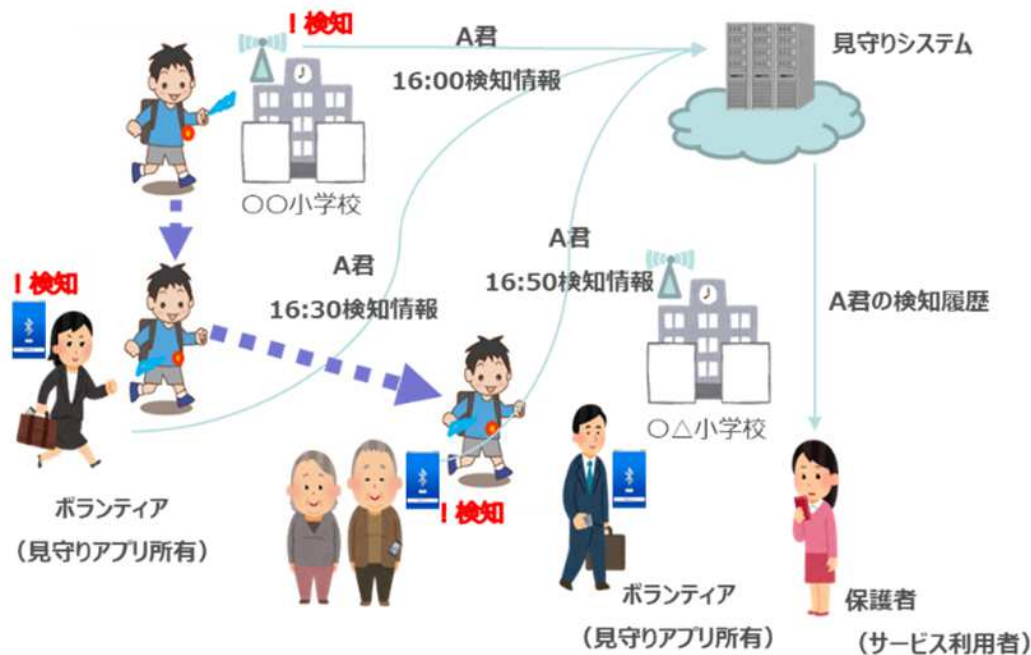 ！検知
A君
16:00検知情報
見守りシステム
〇〇小学校
！検知
A君
16:30検知情報
A君
16:50検知情報
A君の検知履歴
〇△小学校
！検知
ボランティア
（見守りアプリ所有）
ボランティア
（見守りアプリ所有）
保護者
（サービス利用者）